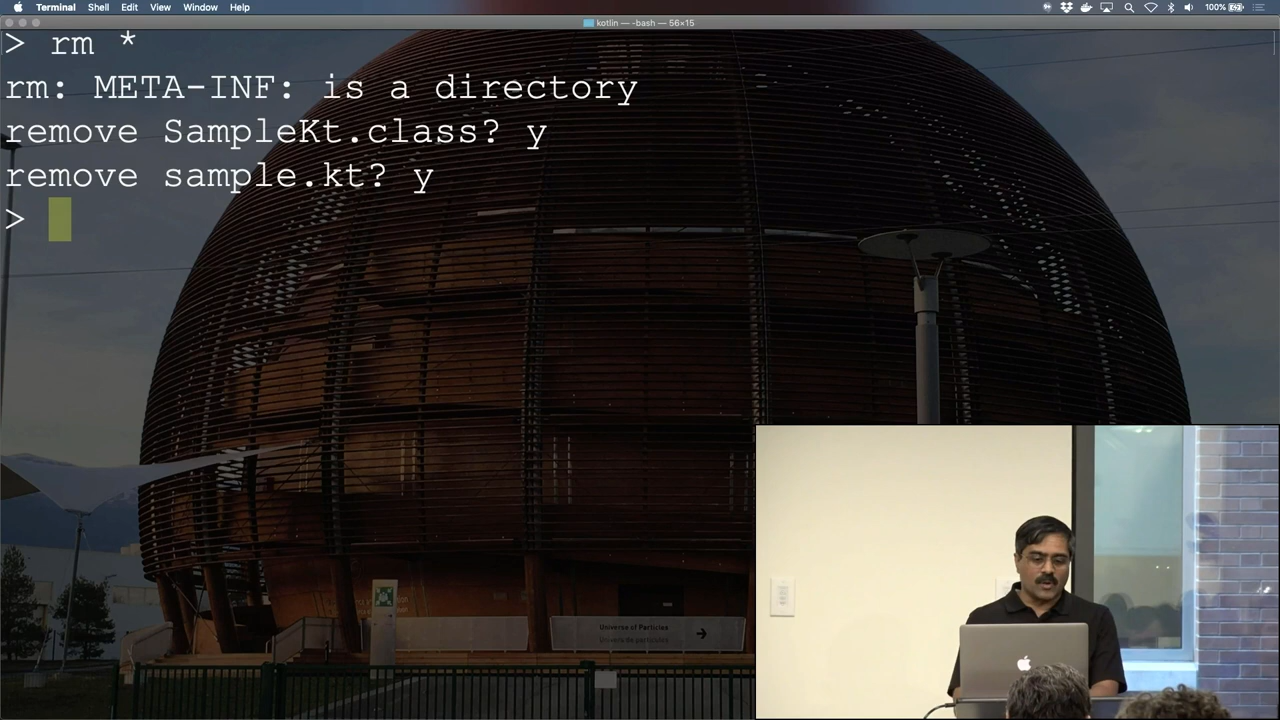 Terminal Shell Edit View Window Help
100%
kotlin — -bash — 56×15
> rm *
rm: META-INF: is a directory
remove SampleKt.class? y
remove sample.kt? y
>
Universe of Particles